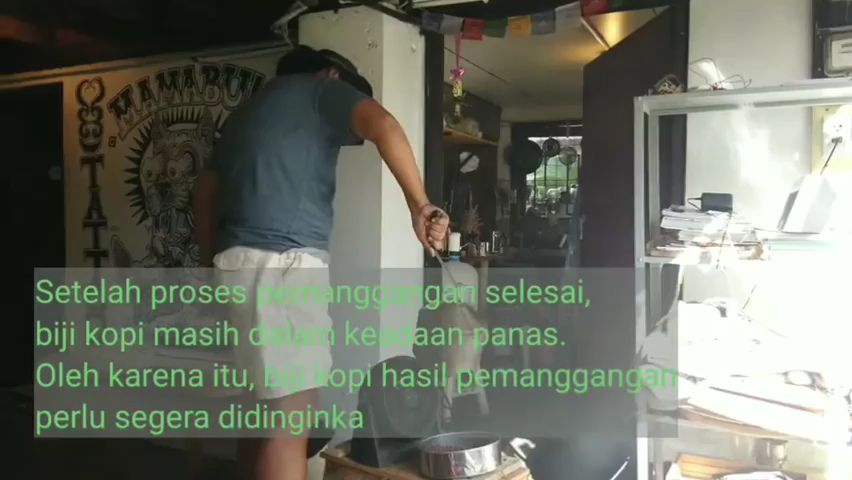 MAMABU
TATT
Setelah proses pemanggangan selesai,
biji kopi masih dalam keadaan panas.
Oleh karena itu, biji kopi hasil pemanggangan
perlu segera didinginka